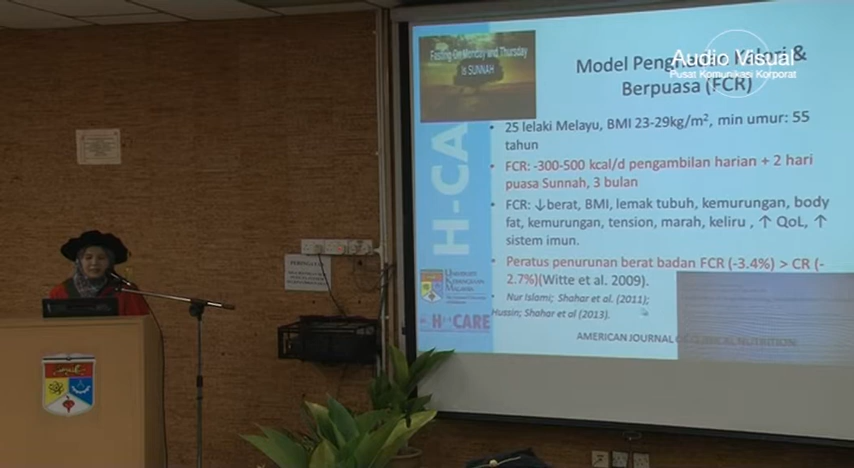 Fasting On Monday and Thursday
is SUNNAH
Audio Visual
Pusat Komunikasi Korporat
Model Kalori &
Berpuasa (FCR)
• 25 lelaki Melayu, BMI 23-29kg/m², min umur: 55
tahun
• FCR: -300-500 kcal/d pengambilan harian + 2 hari
puasa Sunnah, 3 bulan
• FCR: ↓berat, BMI, lemak tubuh, kemurungan, body
fat, kemurungan, tension, marah, keliru , ↑ QoL, ↑
sistem imun.
• Peratus penurunan berat badan FCR (-3.4%) > CR (-
2.7%)(Witte et al. 2009).
• Nur Islami; Shahar et al. (2011);
Hussin; Shahar et al (2013).
AMERICAN JOURNAL NUTRITION
H-CARE
UNIVERSITI
KEBANGSAAN
MALAYSIA
H-CARE